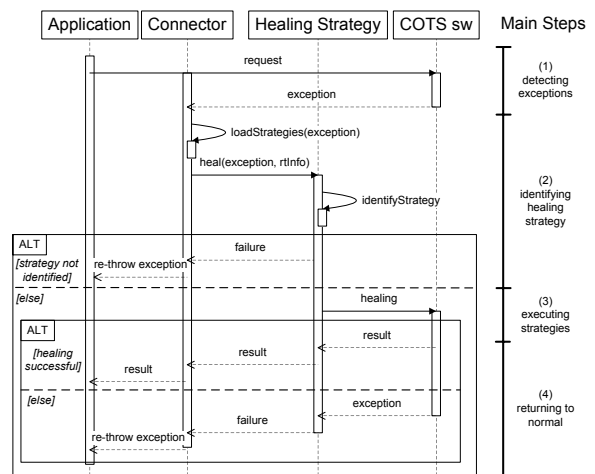 Application Connector Healing Strategy COTS sw Main Steps
request
(1)
detecting
exceptions
exception
loadStrategies(exception)
heal(exception, rtInfo)
(2)
identifying
healing
strategy
identifyStrategy
ALT
failure
[strategy not
identified]
re-throw exception
[else]
healing
(3)
executing
strategies
ALT
result
[healing
successful]
result
result
[else]
exception
(4)
returning to
normal
failure
re-throw exception